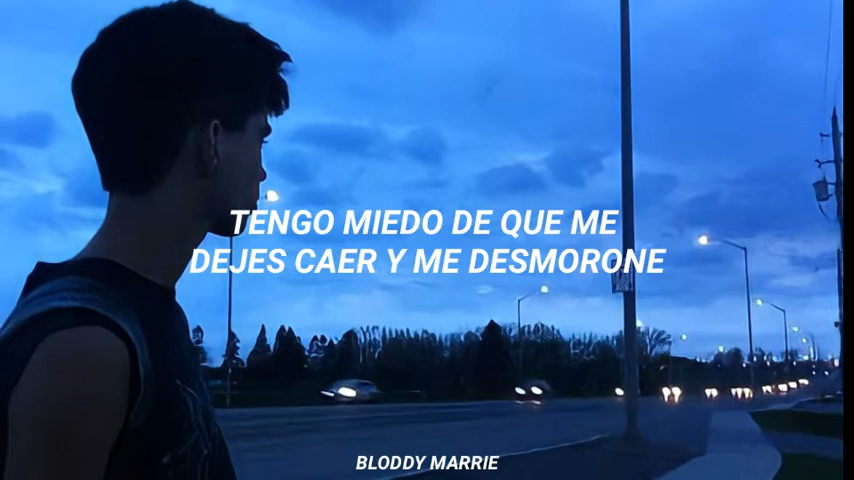 TENGO MIEDO DE QUE ME
DEJES CAER Y ME DESMORONE
BLODDY MARRIE